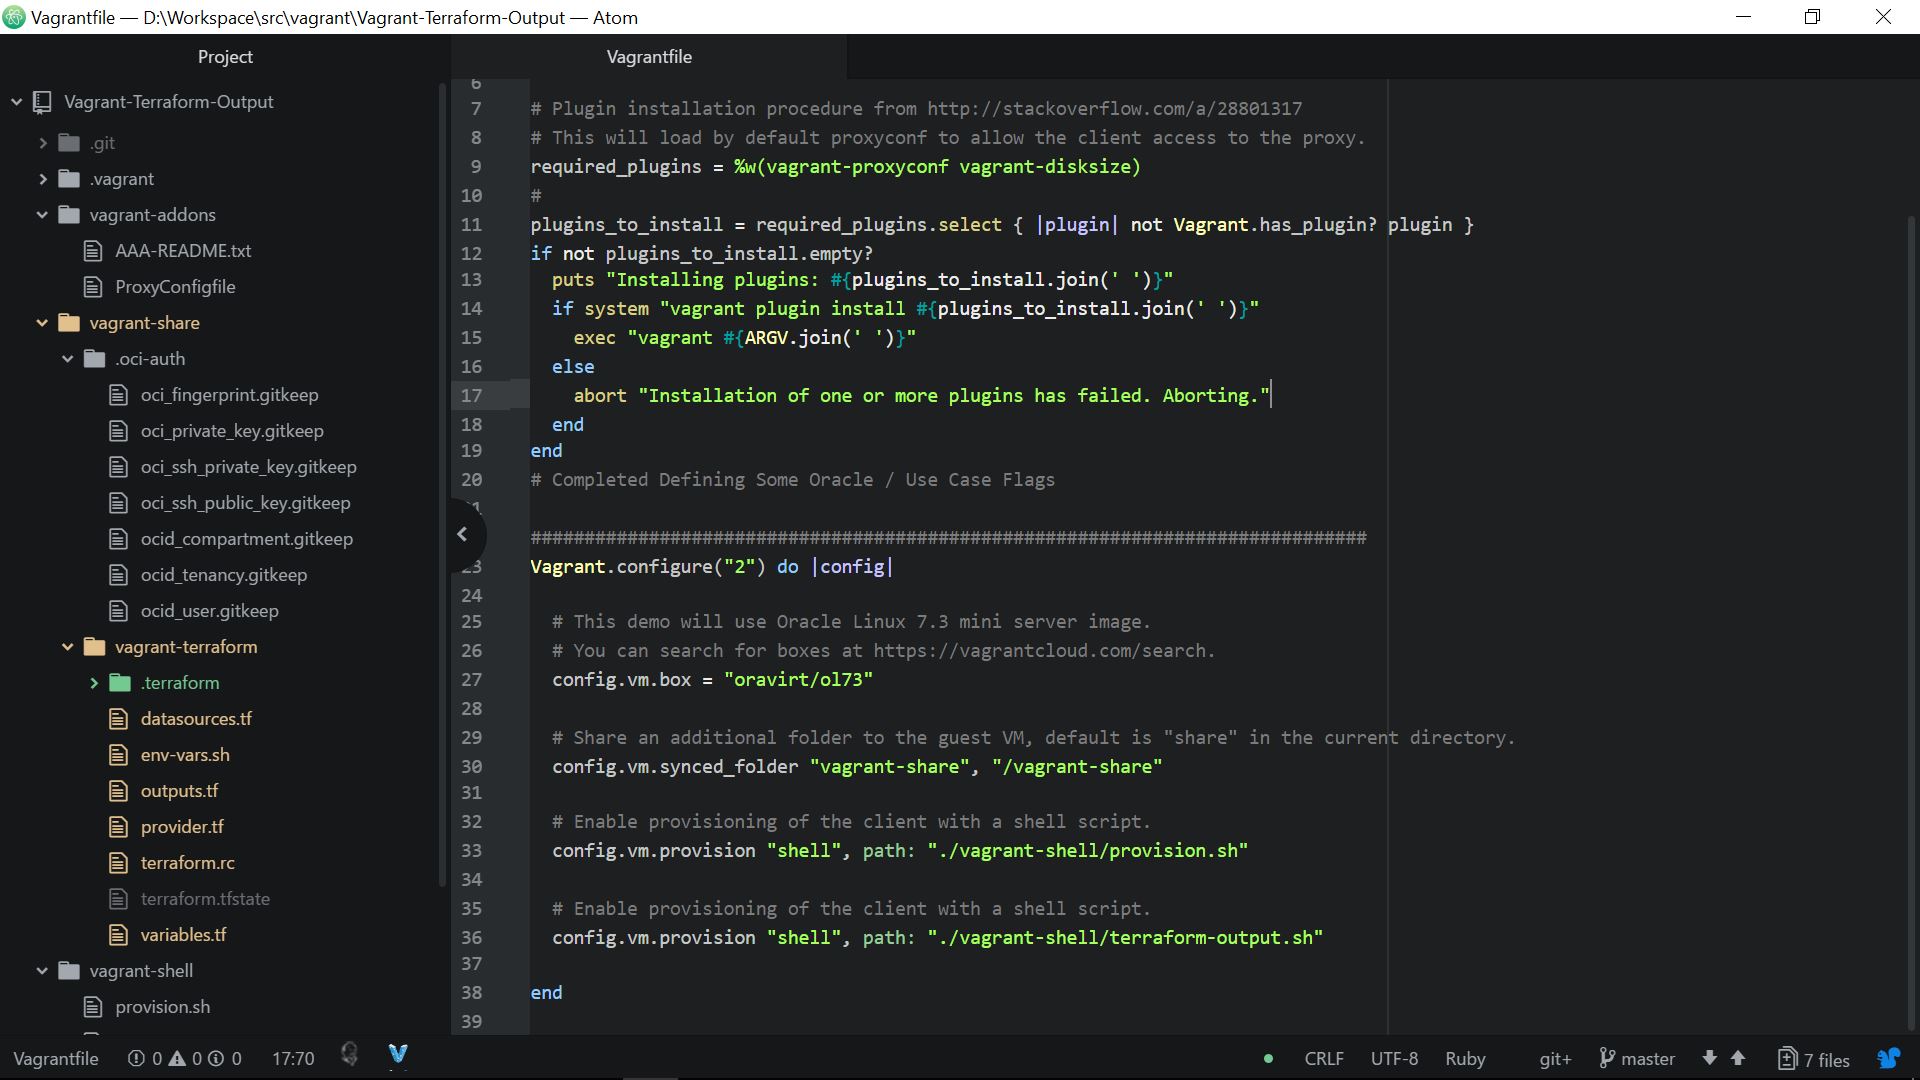 Vagrantfile — D:\Workspace\src\vagrant\Vagrant-Terraform-Output — Atom
Project
Vagrant-Terraform-Output
.git
.vagrant
vagrant-addons
AAA-README.txt
ProxyConfigfile
vagrant-share
.oci-auth
oci_fingerprint.gitkeep
oci_private_key.gitkeep
oci_ssh_private_key.gitkeep
oci_ssh_public_key.gitkeep
ocid_compartment.gitkeep
ocid_tenancy.gitkeep
ocid_user.gitkeep
vagrant-terraform
.terraform
datasources.tf
env-vars.sh
outputs.tf
provider.tf
terraform.rc
terraform.tfstate
variables.tf
vagrant-shell
provision.sh
Vagrantfile
6
7 # Plugin installation procedure from http://stackoverflow.com/a/28801317
8 # This will load by default proxyconf to allow the client access to the proxy.
9 required_plugins = %w(vagrant-proxyconf vagrant-disksize)
10 #
11 plugins_to_install = required_plugins.select { |plugin| not Vagrant.has_plugin? plugin }
12 if not plugins_to_install.empty?
13   puts "Installing plugins: #{plugins_to_install.join(' ')}"
14   if system "vagrant plugin install #{plugins_to_install.join(' ')}"
15     exec "vagrant #{ARGV.join(' ')}"
16   else
17     abort "Installation of one or more plugins has failed. Aborting."
18   end
19 end
20 # Completed Defining Some Oracle / Use Case Flags
1
##############################################################################
23 Vagrant.configure("2") do |config|
24
25   # This demo will use Oracle Linux 7.3 mini server image.
26   # You can search for boxes at https://vagrantcloud.com/search.
27   config.vm.box = "oravirt/ol73"
28
29   # Share an additional folder to the guest VM, default is "share" in the current directory.
30   config.vm.synced_folder "vagrant-share", "/vagrant-share"
31
32   # Enable provisioning of the client with a shell script.
33   config.vm.provision "shell", path: "./vagrant-shell/provision.sh"
34
35   # Enable provisioning of the client with a shell script.
36   config.vm.provision "shell", path: "./vagrant-shell/terraform-output.sh"
37
38 end
39
Vagrantfile 0 0 0 17:70 CRLF UTF-8 Ruby git+ master 7 files